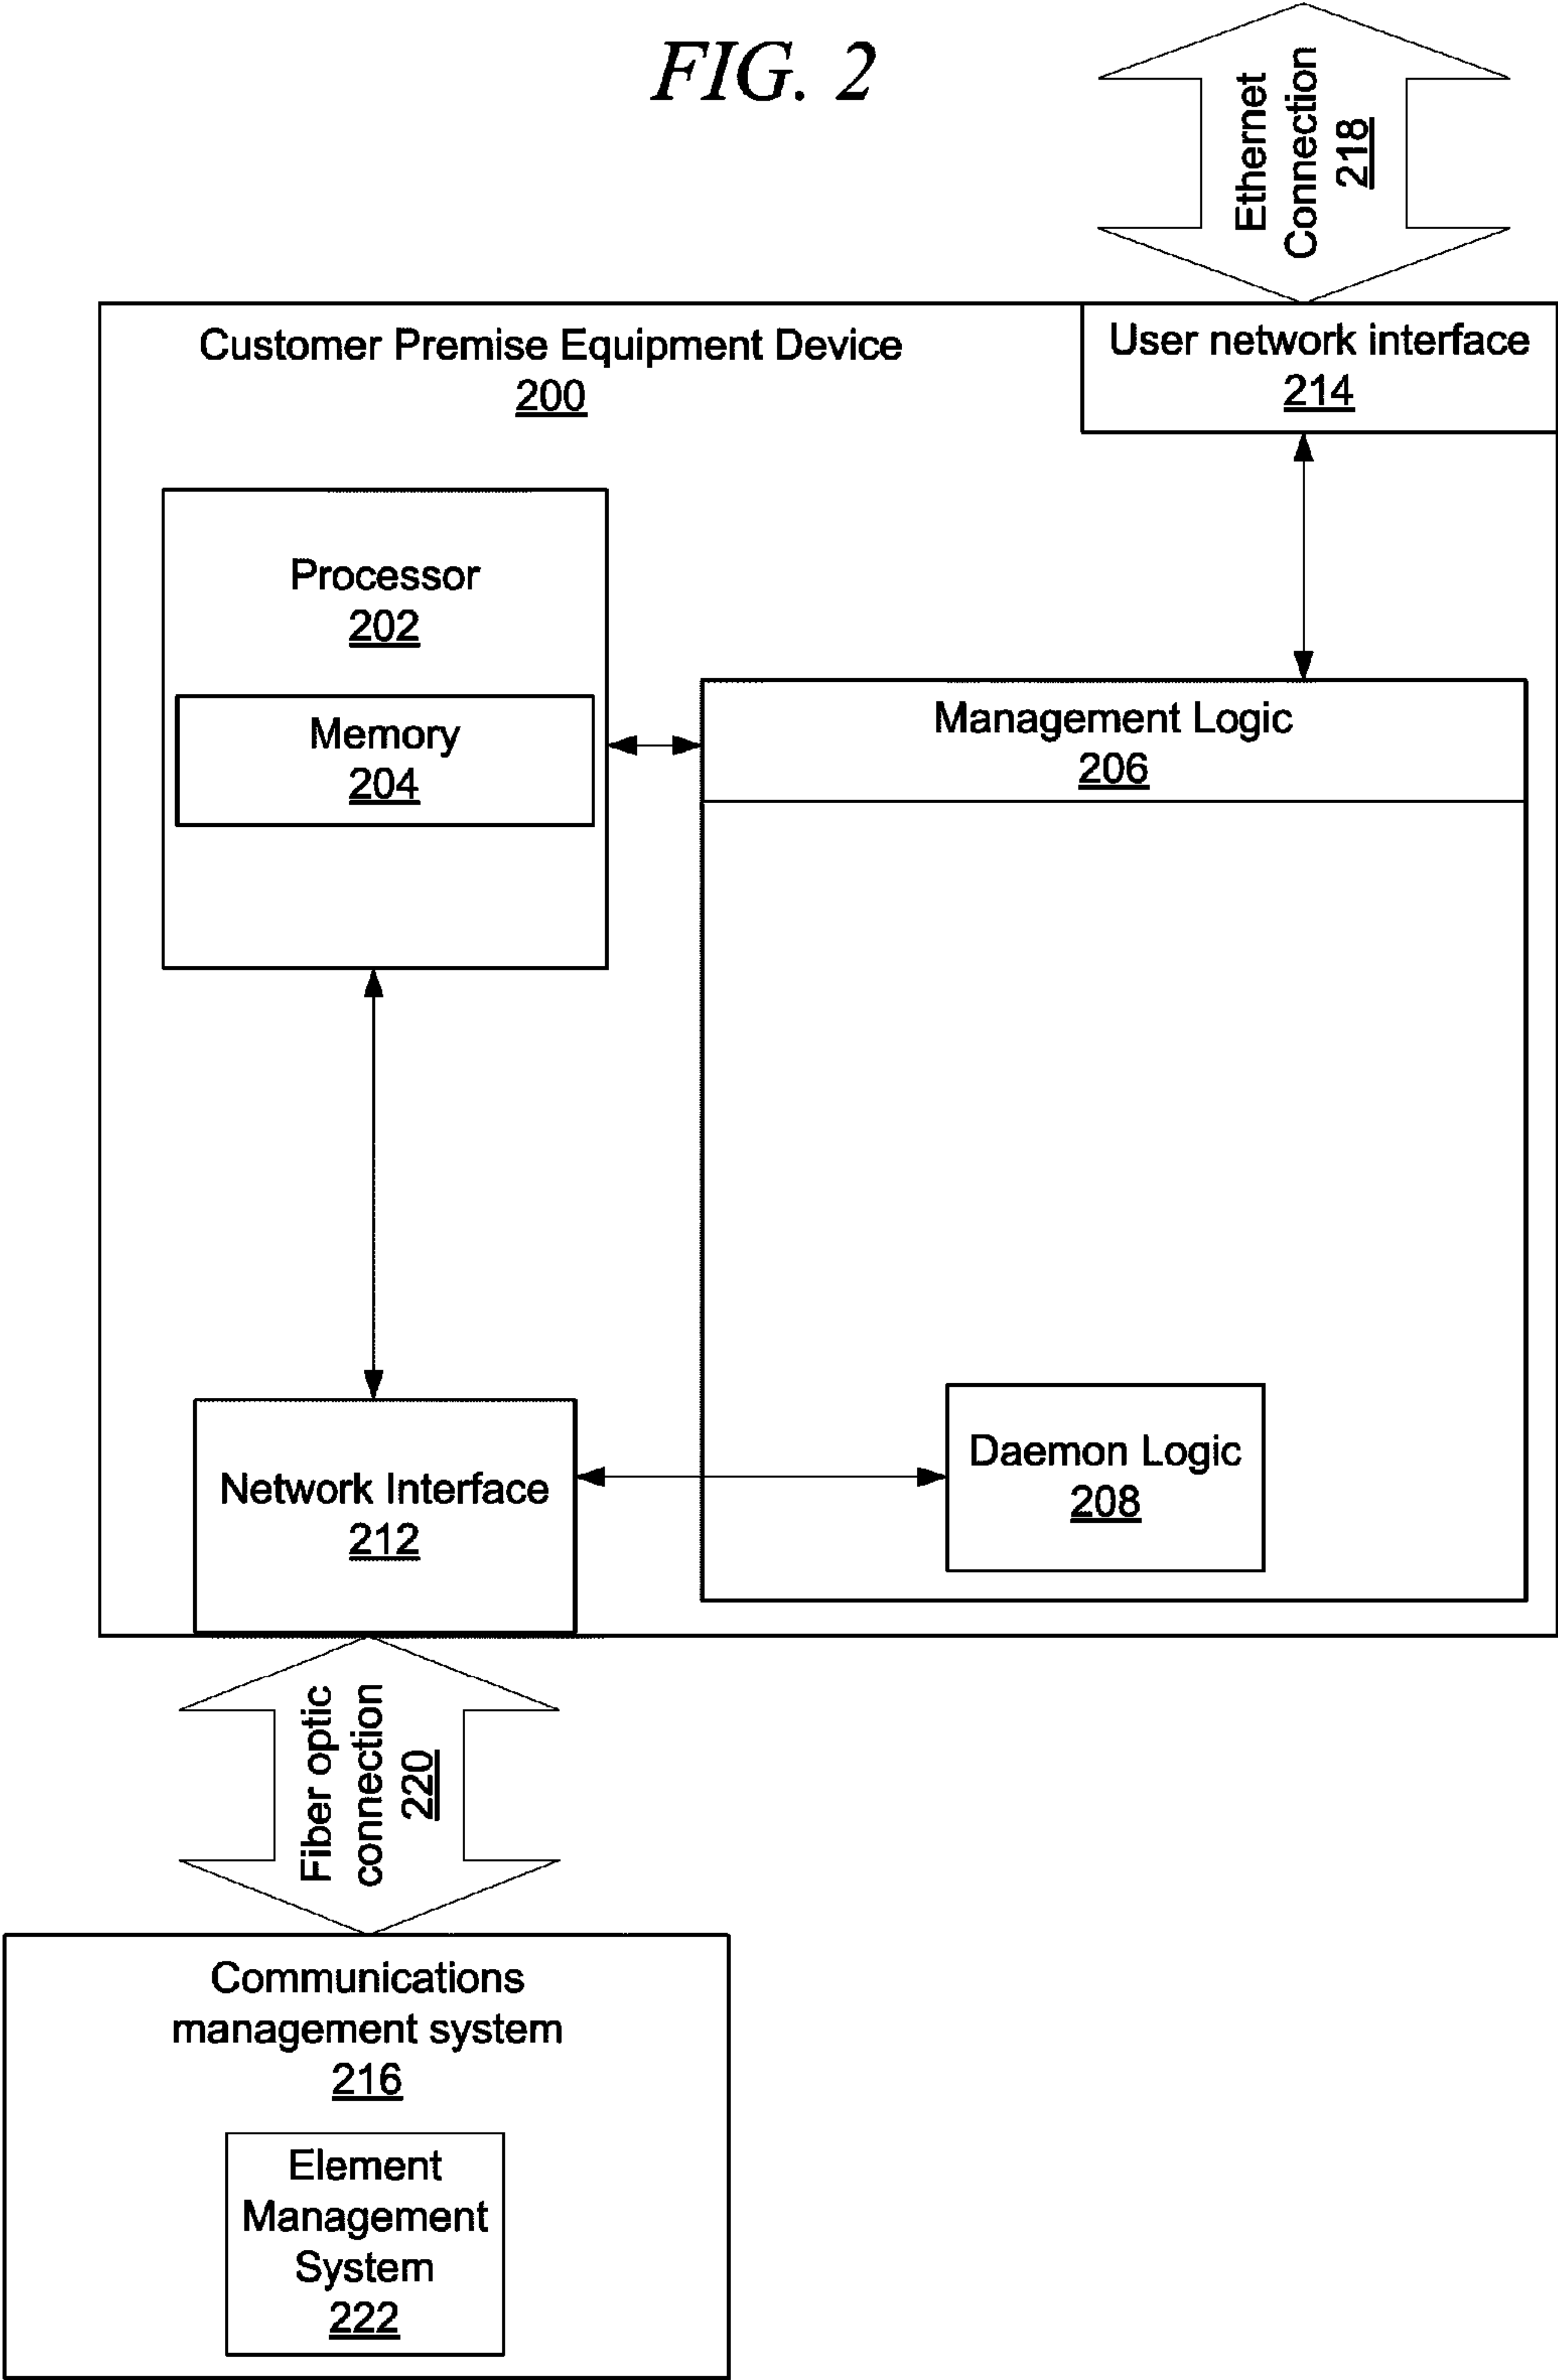 FIG. 2
Ethernet
Connection
218
Customer Premise Equipment Device
200
User network interface
214
Processor
202
Memory
204
Management Logic
206
Daemon Logic
208
Network Interface
212
Fiber optic
connection
220
Communications
management system
216
Element
Management
System
222